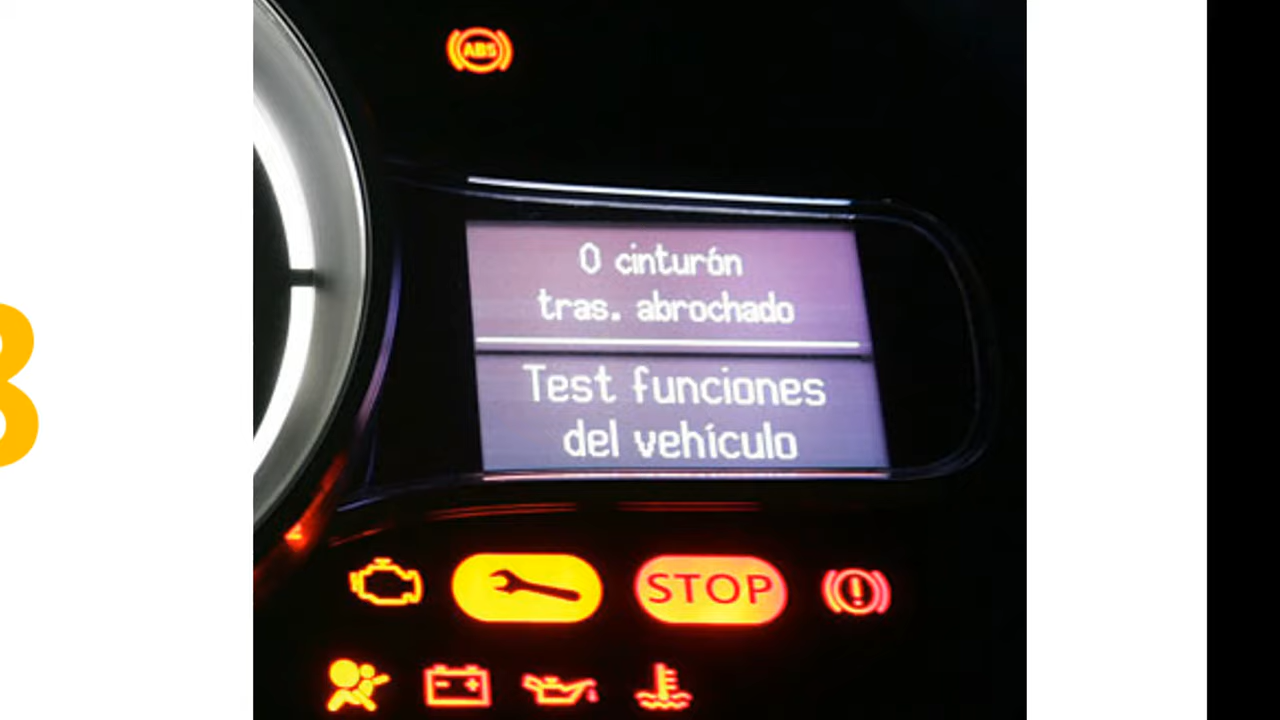 ABS
0 cinturón
tras. abrochado
Test funciones
del vehículo
STOP